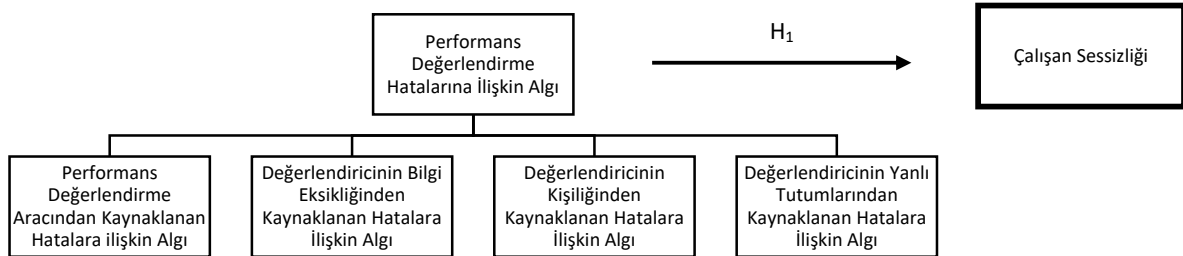 Performans
Değerlendirme
Hatalarına İlişkin Algı
H₁
Çalışan Sessizliği
Performans
Değerlendirme
Aracından Kaynaklanan
Hatalara ilişkin Algı
Değerlendiricinin Bilgi
Eksikliğinden
Kaynaklanan Hatalara
İlişkin Algı
Değerlendiricinin
Kişiliğinden
Kaynaklanan Hatalara
İlişkin Algı
Değerlendiricinin Yanlı
Tutumlarından
Kaynaklanan Hatalara
İlişkin Algı